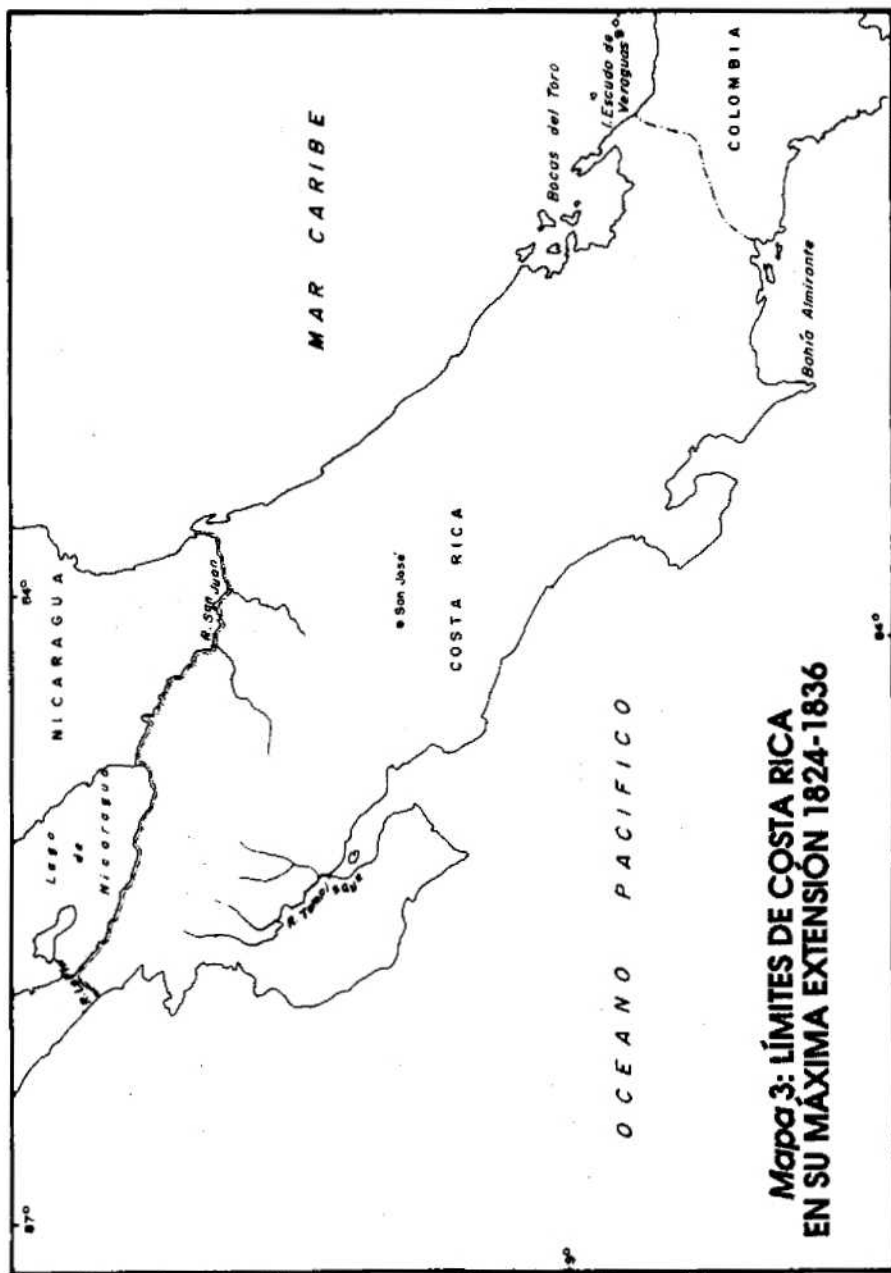 87°
84°
NICARAGUA
Lago
de
Nicaragua
R. San Juan
MAR CARIBE
Bocas del Toro
I. Escudo de
Veraguas
COLOMBIA
Bahía Almirante
San José
COSTA RICA
R. Tempisque
OCEANO PACIFICO
9°
84°
Mapa 3: LÍMITES DE COSTA RICA
EN SU MÁXIMA EXTENSIÓN 1824-1836